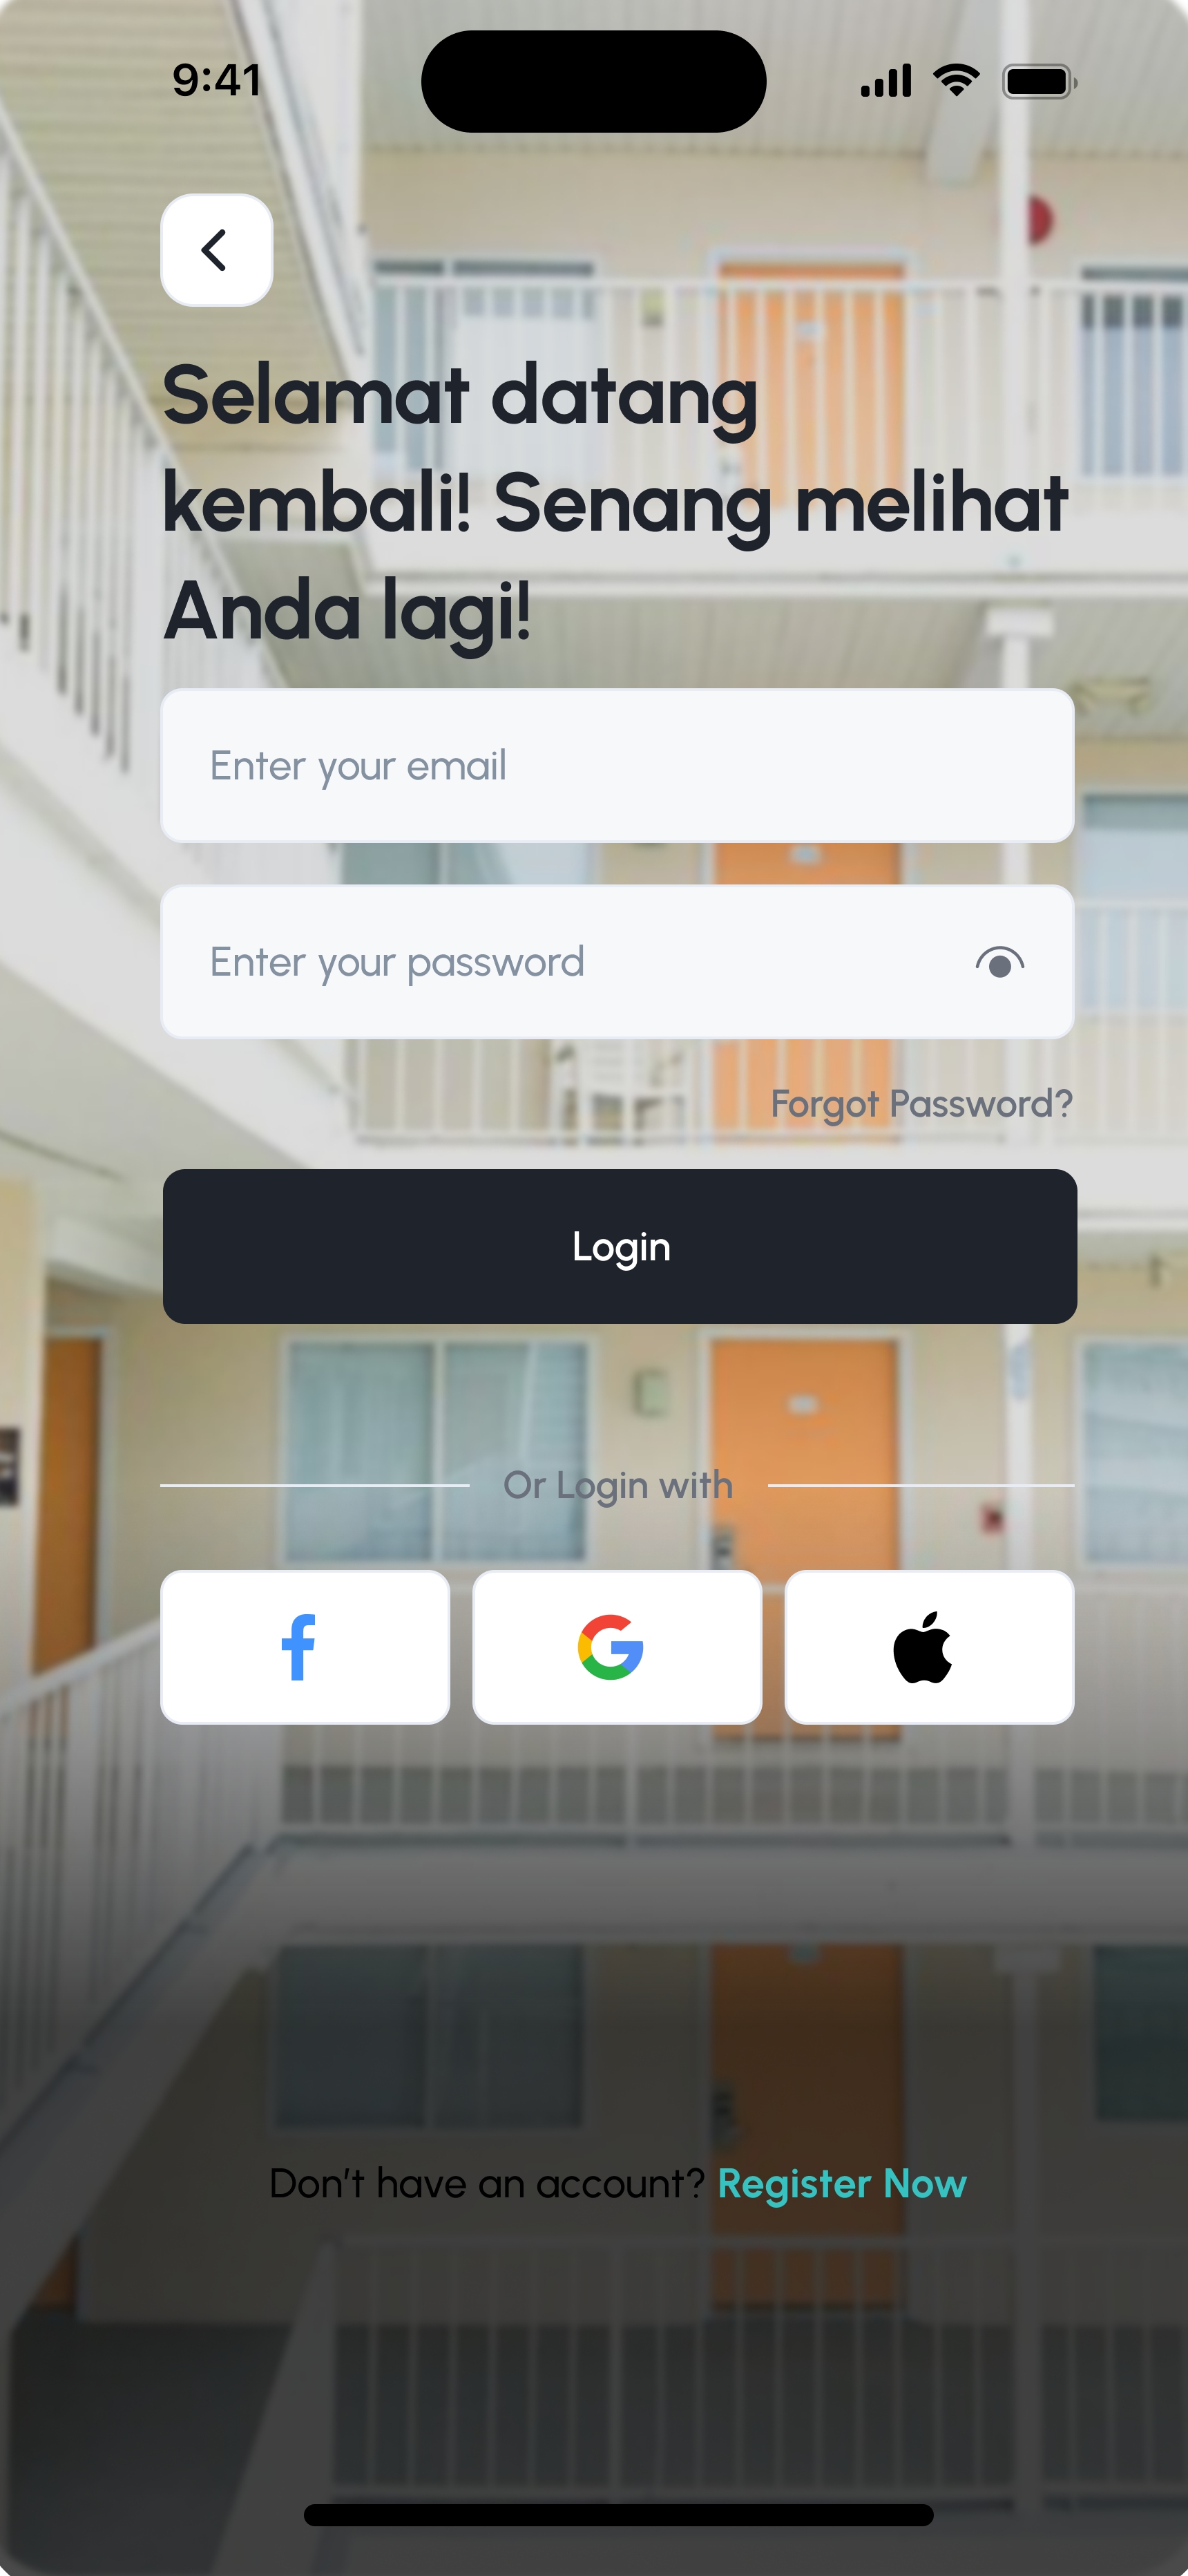 9:41
Selamat datang
kembali! Senang melihat
Anda lagi!
Enter your email
Enter your password
Forgot Password?
Login
Or Login with
Don't have an account? Register Now